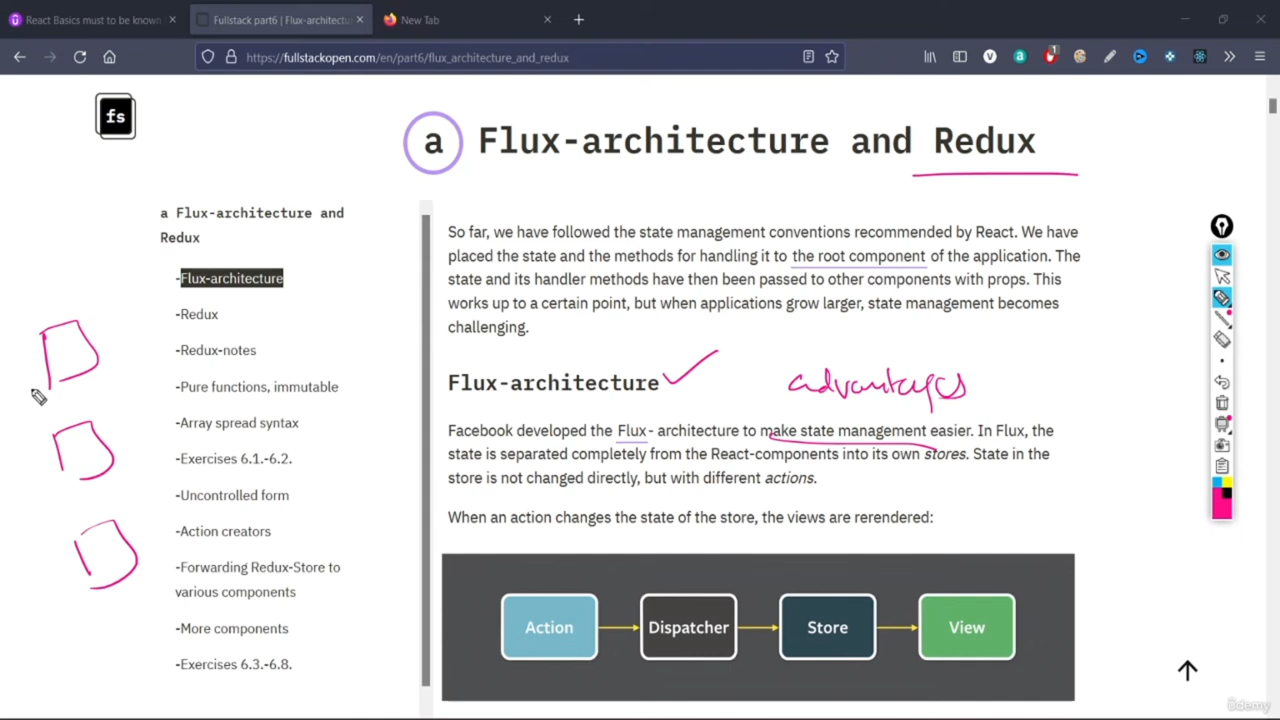 React Basics must to be known
Fullstack part6 | Flux-architectu
New Tab
https://fullstackopen.com/en/part6/flux_architecture_and_redux
fs
a Flux-architecture and Redux
a Flux-architecture and
Redux
-Flux-architecture
-Redux
-Redux-notes
-Pure functions, immutable
-Array spread syntax
-Exercises 6.1.-6.2.
-Uncontrolled form
-Action creators
-Forwarding Redux-Store to
various components
-More components
-Exercises 6.3.-6.8.
So far, we have followed the state management conventions recommended by React. We have
placed the state and the methods for handling it to the root component of the application. The
state and its handler methods have then been passed to other components with props. This
works up to a certain point, but when applications grow larger, state management becomes
challenging.
Flux-architecture
advantages
Facebook developed the Flux- architecture to make state management easier. In Flux, the
state is separated completely from the React-components into its own stores. State in the
store is not changed directly, but with different actions.
When an action changes the state of the store, the views are rerendered:
Action Dispatcher Store View
ûdemy